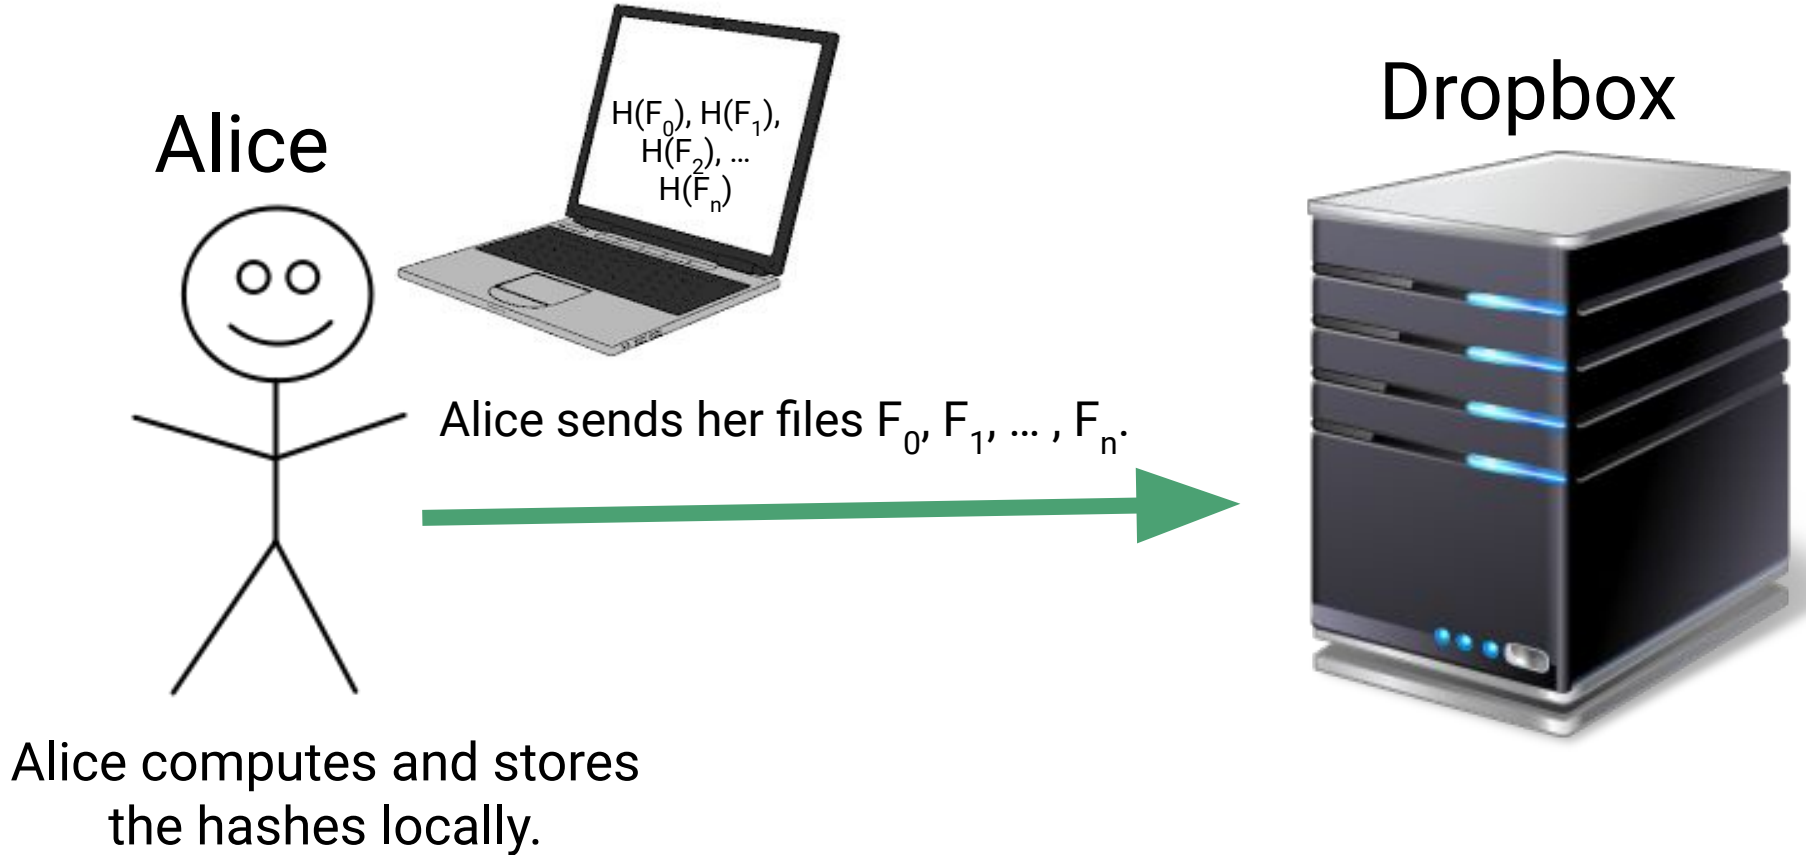 Alice
H(F₀), H(F₁),
H(F₂), ...
H(Fₙ)
Dropbox
Alice sends her files F₀, F₁, ... , Fₙ.
Alice computes and stores
the hashes locally.